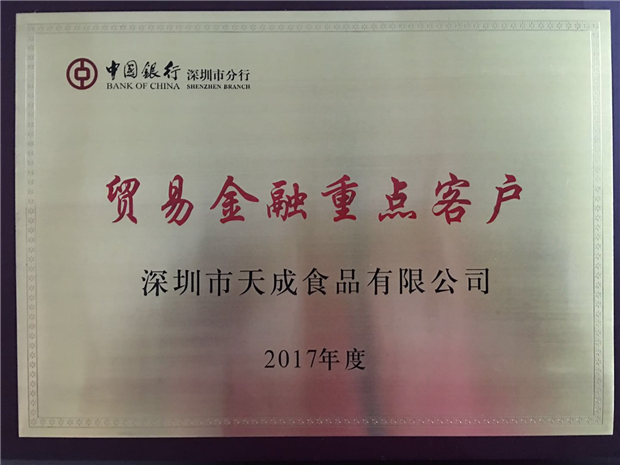 中国银行 深圳市分行
BANK OF CHINA SHENZHEN BRANCH
贸易金融重点客户
深圳市天成食品有限公司
2017年度